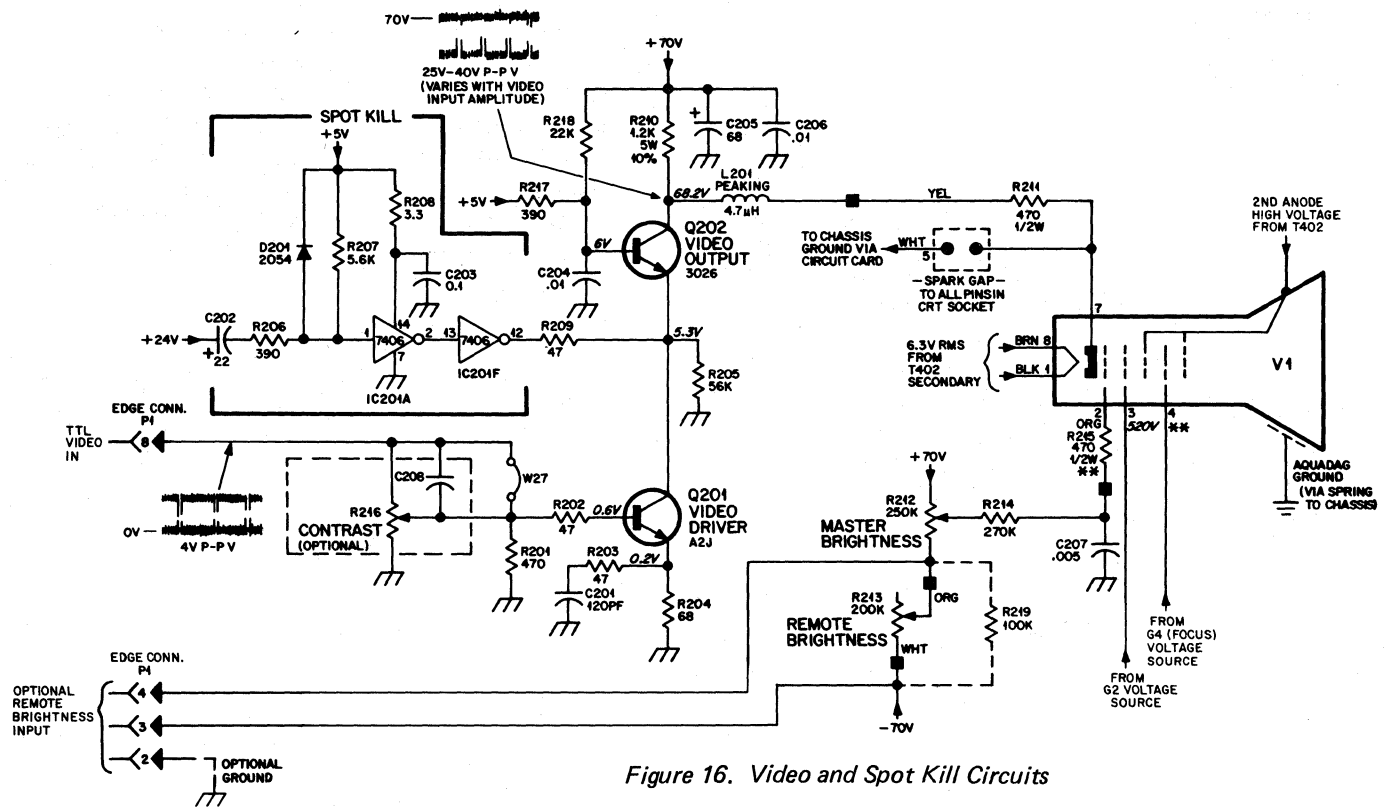 70V
25V-40V P-P V
(VARIES WITH VIDEO
INPUT AMPLITUDE)
+70V
SPOT KILL
+5V
R218
22K
R210
1.2K
5W
10%
+
C205
68
C206
.01
R208
3.3
R217
390
+5V
68.2V
L201
PEAKING
4.7µH
YEL
R211
470
1/2W
2ND ANODE
HIGH VOLTAGE
FROM T402
D201
2054
R207
5.6K
Q202
VIDEO
OUTPUT
3026
6V
TO CHASSIS
GROUND VIA
CIRCUIT CARD
WHT
5
SPARK GAP
TO ALL PINS IN
CRT SOCKET
C203
0.1
C204
.01
7
+24V
C202
+
22
R206
390
1
7406
14
2
7
IC201A
13
7406
12
IC201F
R209
47
5.3V
R205
56K
6.3V RMS
FROM
T402
SECONDARY
BRN 8
BLK 1
V1
2
3
4
ORG
520V
**
R215
470
1/2W
**
AQUADAG
GROUND
(VIA SPRING
TO CHASSIS)
EDGE CONN.
P1
TTL
VIDEO
IN
8
C208
W27
R216
CONTRAST
(OPTIONAL)
0V
4V P-P V
R202
47
0.6V
Q201
VIDEO
DRIVER
A2J
+70V
R212
250K
MASTER
BRIGHTNESS
R214
270K
C207
.005
R201
470
R203
47
0.2V
C201
120PF
R204
68
ORG
R213
200K
REMOTE
BRIGHTNESS
WHT
R219
100K
-70V
FROM
G4 (FOCUS)
VOLTAGE
SOURCE
FROM
G2 VOLTAGE
SOURCE
EDGE CONN.
P1
OPTIONAL
REMOTE
BRIGHTNESS
INPUT
4
3
2
OPTIONAL
GROUND
Figure 16. Video and Spot Kill Circuits